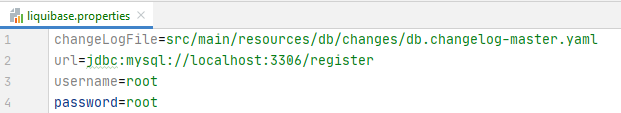 liquibase.properties
1 changeLogFile=src/main/resources/db/changes/db.changelog-master.yaml
2 url=jdbc:mysql://localhost:3306/register
3 username=root
4 password=root